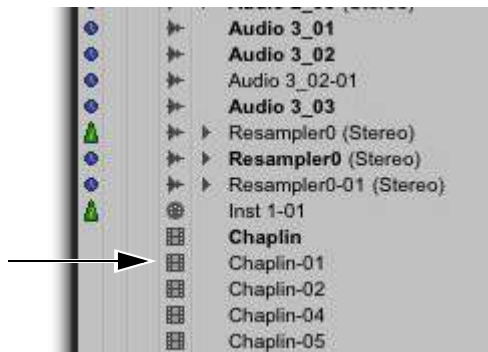 Audio 3_01
Audio 3_02
Audio 3_02-01
Audio 3_03
Resampler0 (Stereo)
Resampler0 (Stereo)
Resampler0-01 (Stereo)
Inst 1-01
Chaplin
Chaplin-01
Chaplin-02
Chaplin-04
Chaplin-05